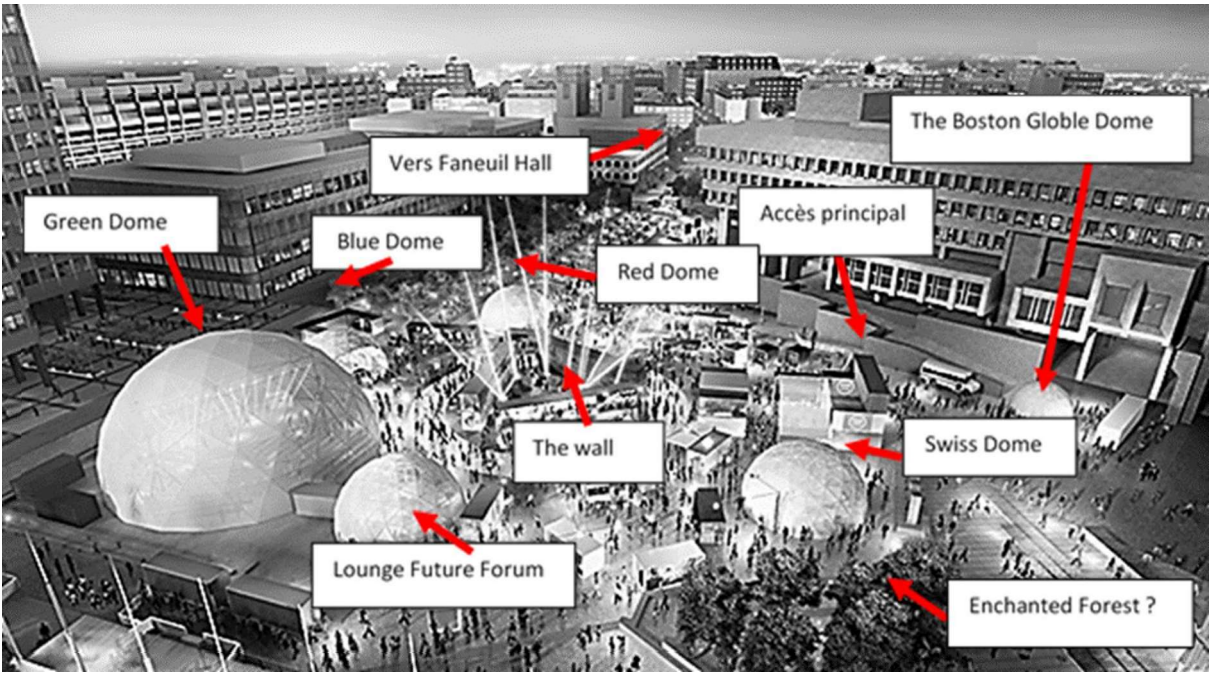 The Boston Globle Dome
Vers Faneuil Hall
Accès principal
Green Dome
Blue Dome
Red Dome
The wall
Swiss Dome
Lounge Future Forum
Enchanted Forest ?